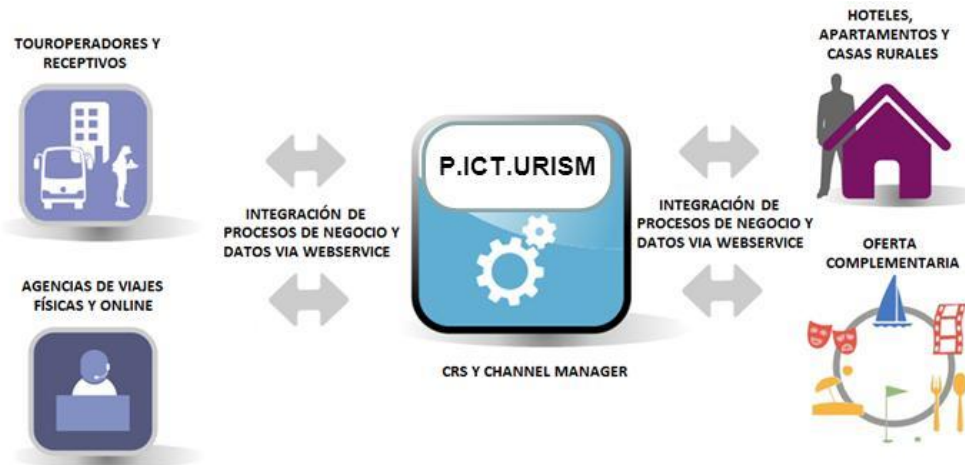 TOUROPERADORES Y
RECEPTIVOS
INTEGRACIÓN DE
PROCESOS DE NEGOCIO Y
DATOS VIA WEBSERVICE
AGENCIAS DE VIAJES
FÍSICAS Y ONLINE
P.ICT.URISM
CRS Y CHANNEL MANAGER
HOTELES,
APARTAMENTOS Y
CASAS RURALES
INTEGRACIÓN DE
PROCESOS DE NEGOCIO Y
DATOS VIA WEBSERVICE
OFERTA
COMPLEMENTARIA